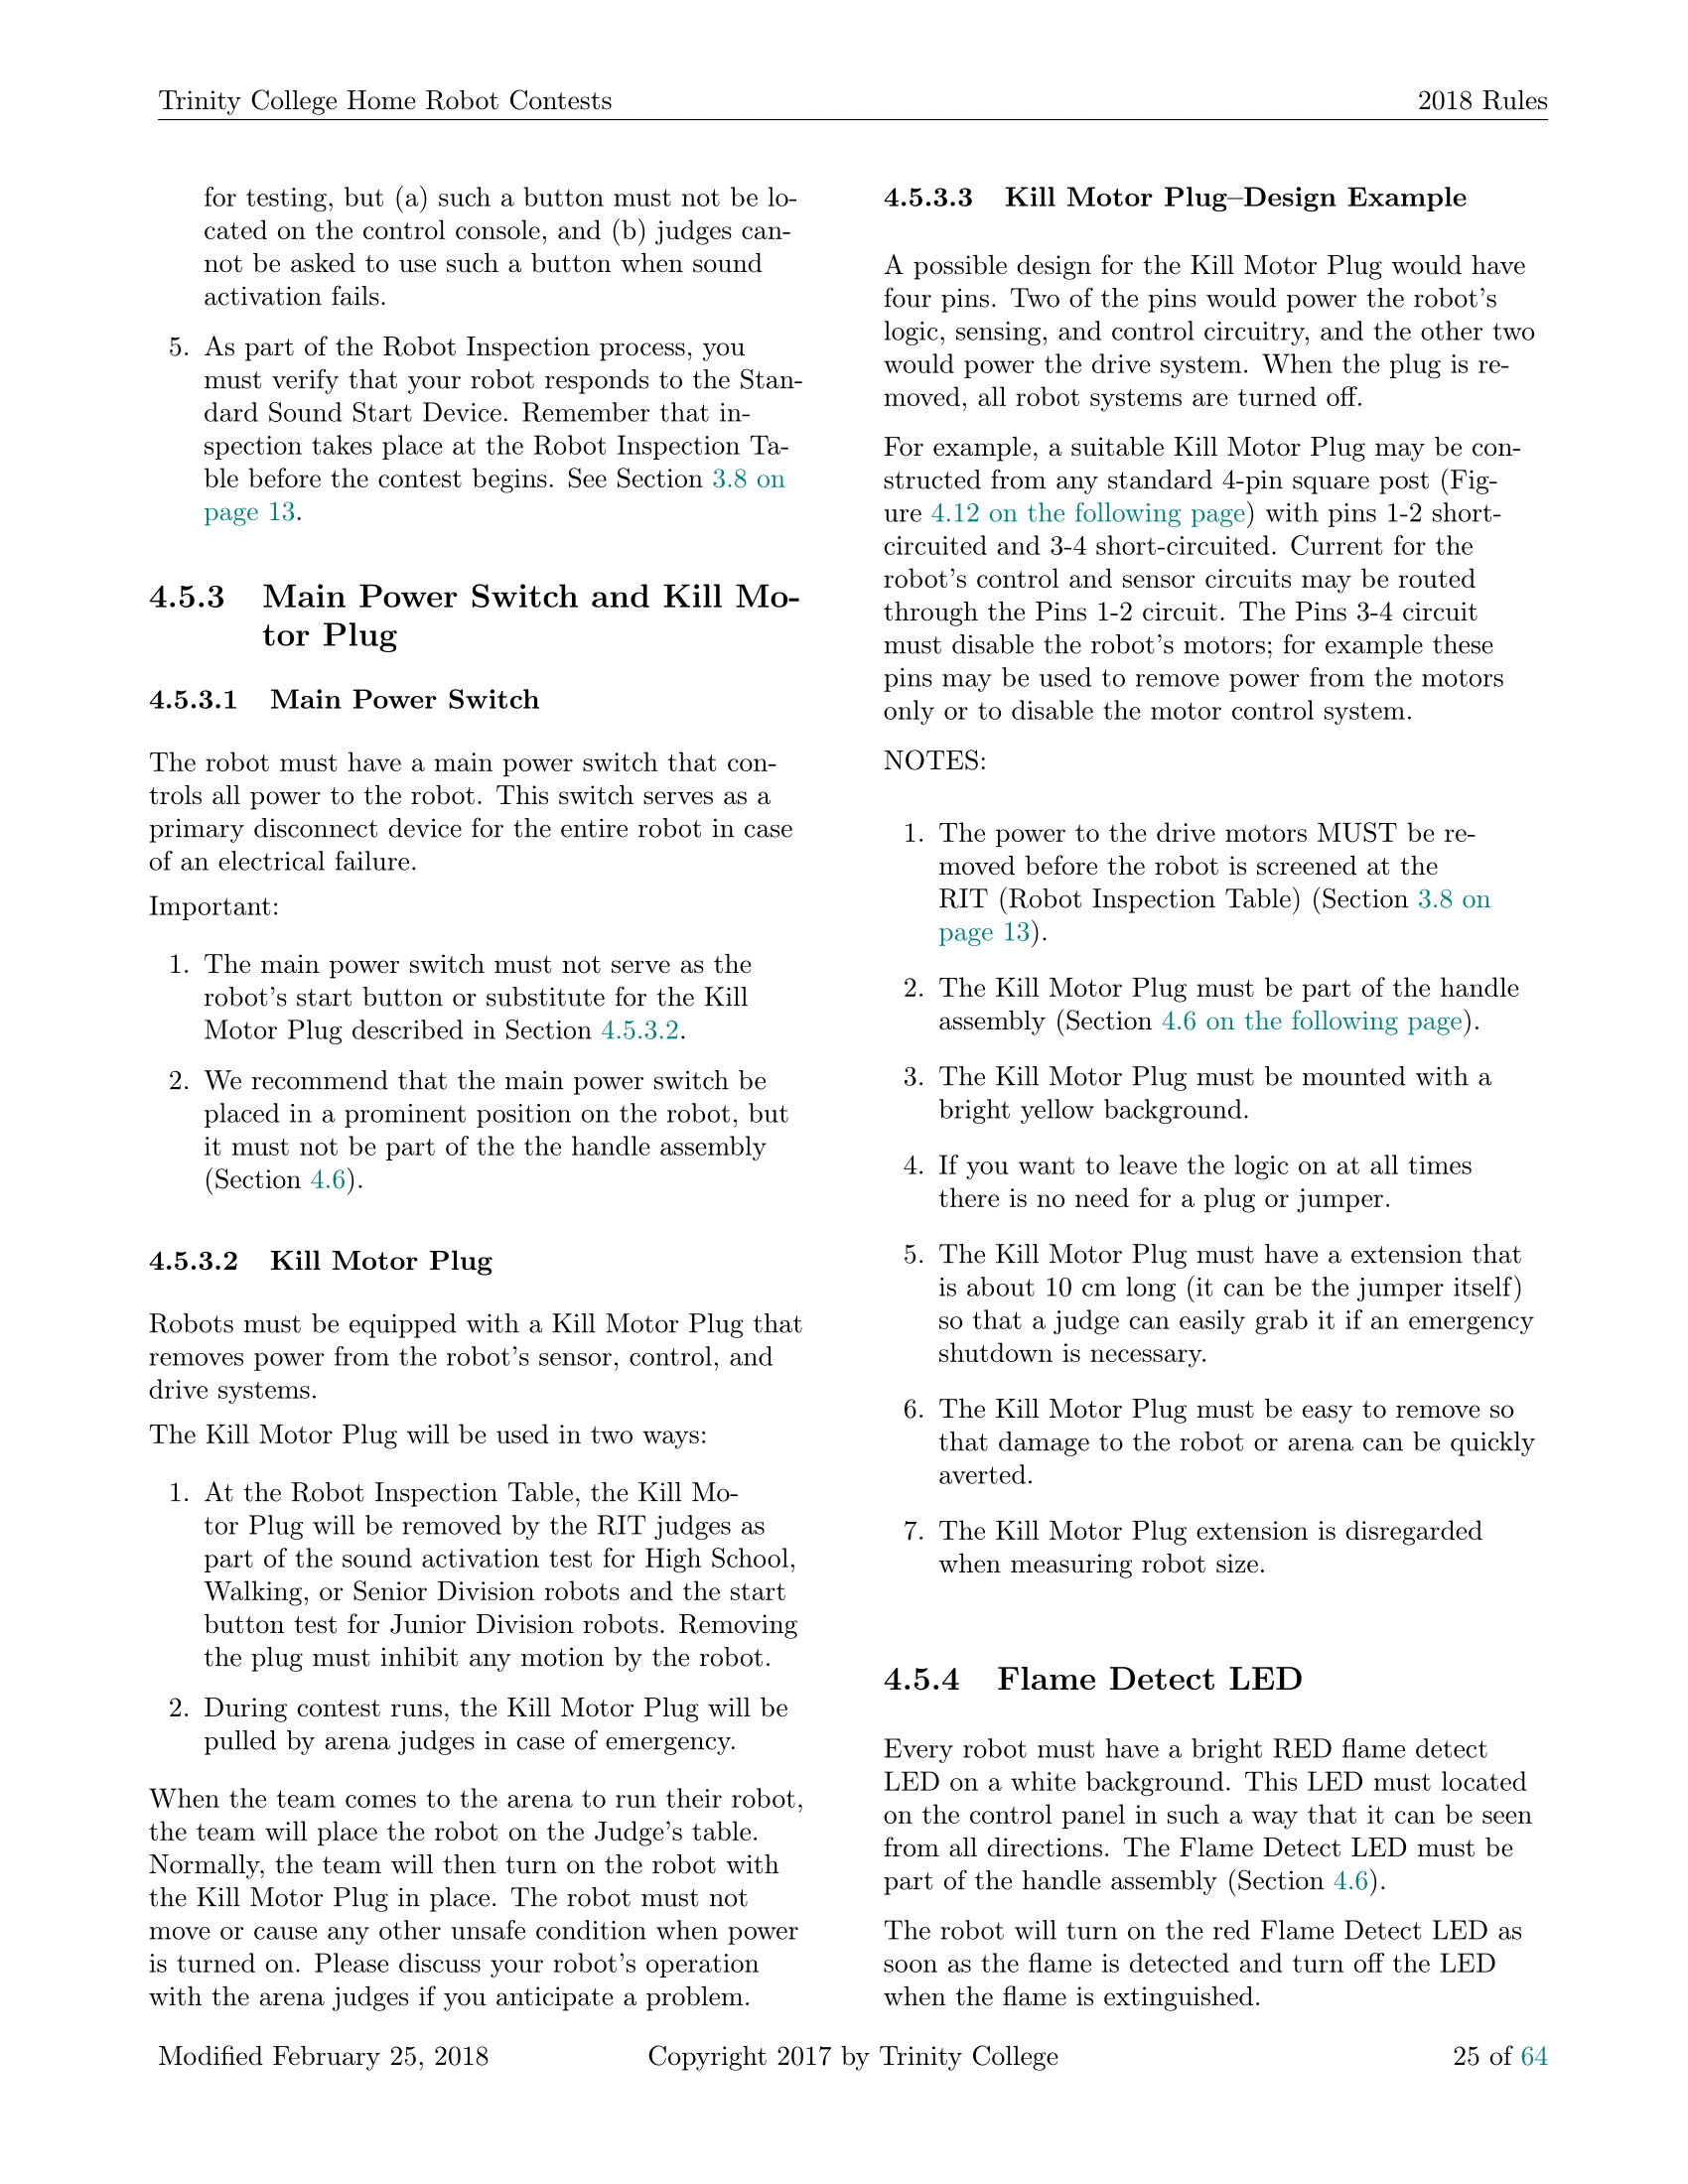 Trinity College Home Robot Contests
2018 Rules
for testing, but (a) such a button must not be lo-
cated on the control console, and (b) judges can-
not be asked to use such a button when sound
activation fails.
5. As part of the Robot Inspection process, you
must verify that your robot responds to the Stan-
dard Sound Start Device. Remember that in-
spection takes place at the Robot Inspection Ta-
ble before the contest begins. See Section 3.8 on
page 13.
4.5.3 Main Power Switch and Kill Mo-
tor Plug
4.5.3.1 Main Power Switch
The robot must have a main power switch that con-
trols all power to the robot. This switch serves as a
primary disconnect device for the entire robot in case
of an electrical failure.
Important:
1. The main power switch must not serve as the
robot's start button or substitute for the Kill
Motor Plug described in Section 4.5.3.2.
2. We recommend that the main power switch be
placed in a prominent position on the robot, but
it must not be part of the the handle assembly
(Section 4.6).
4.5.3.2 Kill Motor Plug
Robots must be equipped with a Kill Motor Plug that
removes power from the robot's sensor, control, and
drive systems.
The Kill Motor Plug will be used in two ways:
1. At the Robot Inspection Table, the Kill Mo-
tor Plug will be removed by the RIT judges as
part of the sound activation test for High School,
Walking, or Senior Division robots and the start
button test for Junior Division robots. Removing
the plug must inhibit any motion by the robot.
2. During contest runs, the Kill Motor Plug will be
pulled by arena judges in case of emergency.
When the team comes to the arena to run their robot,
the team will place the robot on the Judge's table.
Normally, the team will then turn on the robot with
the Kill Motor Plug in place. The robot must not
move or cause any other unsafe condition when power
is turned on. Please discuss your robot's operation
with the arena judges if you anticipate a problem.
4.5.3.3 Kill Motor Plug–Design Example
A possible design for the Kill Motor Plug would have
four pins. Two of the pins would power the robot's
logic, sensing, and control circuitry, and the other two
would power the drive system. When the plug is re-
moved, all robot systems are turned off.
For example, a suitable Kill Motor Plug may be con-
structed from any standard 4-pin square post (Fig-
ure 4.12 on the following page) with pins 1-2 short-
circuited and 3-4 short-circuited. Current for the
robot's control and sensor circuits may be routed
through the Pins 1-2 circuit. The Pins 3-4 circuit
must disable the robot's motors; for example these
pins may be used to remove power from the motors
only or to disable the motor control system.
NOTES:
1. The power to the drive motors MUST be re-
moved before the robot is screened at the
RIT (Robot Inspection Table) (Section 3.8 on
page 13).
2. The Kill Motor Plug must be part of the handle
assembly (Section 4.6 on the following page).
3. The Kill Motor Plug must be mounted with a
bright yellow background.
4. If you want to leave the logic on at all times
there is no need for a plug or jumper.
5. The Kill Motor Plug must have a extension that
is about 10 cm long (it can be the jumper itself)
so that a judge can easily grab it if an emergency
shutdown is necessary.
6. The Kill Motor Plug must be easy to remove so
that damage to the robot or arena can be quickly
averted.
7. The Kill Motor Plug extension is disregarded
when measuring robot size.
4.5.4 Flame Detect LED
Every robot must have a bright RED flame detect
LED on a white background. This LED must located
on the control panel in such a way that it can be seen
from all directions. The Flame Detect LED must be
part of the handle assembly (Section 4.6).
The robot will turn on the red Flame Detect LED as
soon as the flame is detected and turn off the LED
when the flame is extinguished.
Modified February 25, 2018
Copyright 2017 by Trinity College
25 of 64